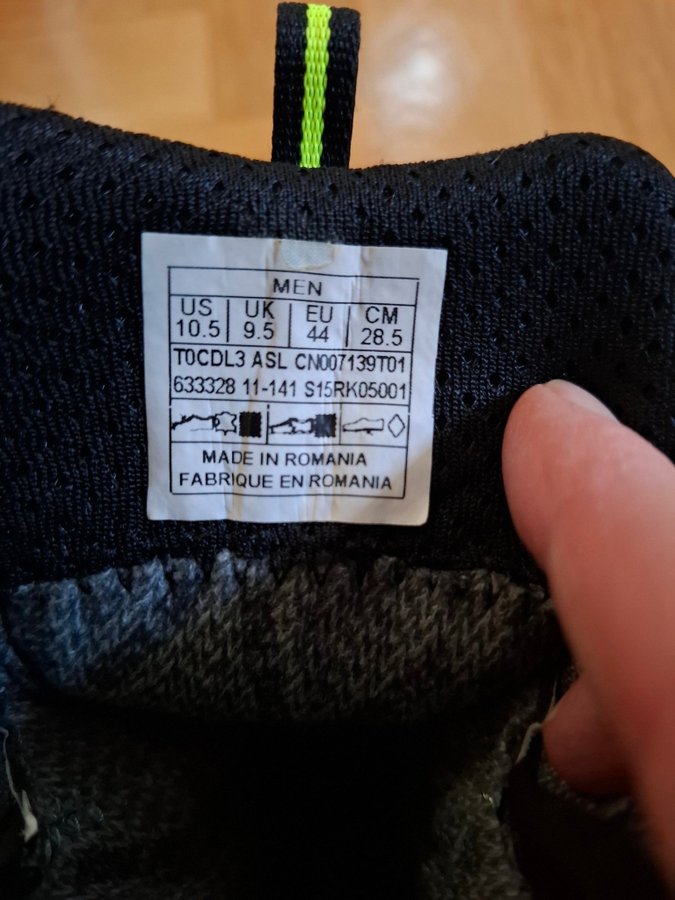 MEN
US UK EU CM
10.5 9.5 44 28.5
T0CDL3 ASL CN007139T01
633328 11-141 S15RK05001
MADE IN ROMANIA
FABRIQUE EN ROMANIA